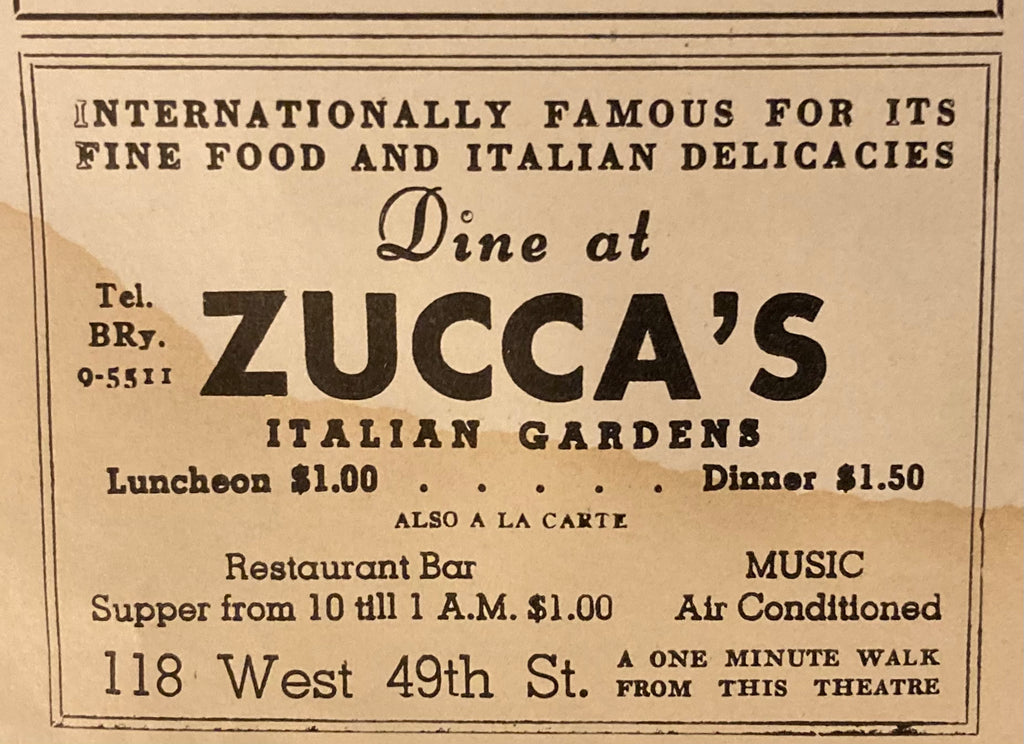 INTERNATIONALLY FAMOUS FOR ITS
FINE FOOD AND ITALIAN DELICACIES
Dine at
Tel.
BRy.
9-5511
ZUCCA'S
ITALIAN GARDENS
Luncheon $1.00 . . . . . Dinner $1.50
ALSO A LA CARTE
Restaurant Bar
Supper from 10 till 1 A.M. $1.00
MUSIC
Air Conditioned
118 West 49th St.
A ONE MINUTE WALK
FROM THIS THEATRE